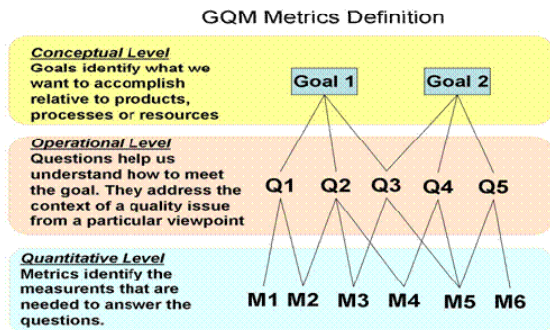 GQM Metrics Definition
Conceptual Level
Goals identify what we
want to accomplish
relative to products,
processes or resources
Goal 1 Goal 2
Operational Level
Questions help us
understand how to meet
the goal. They address the
context of a quality issue
from a particular viewpoint
Q1 Q2 Q3 Q4 Q5
Quantitative Level
Metrics identify the
measurents that are
needed to answer the
questions.
M1 M2 M3 M4 M5 M6